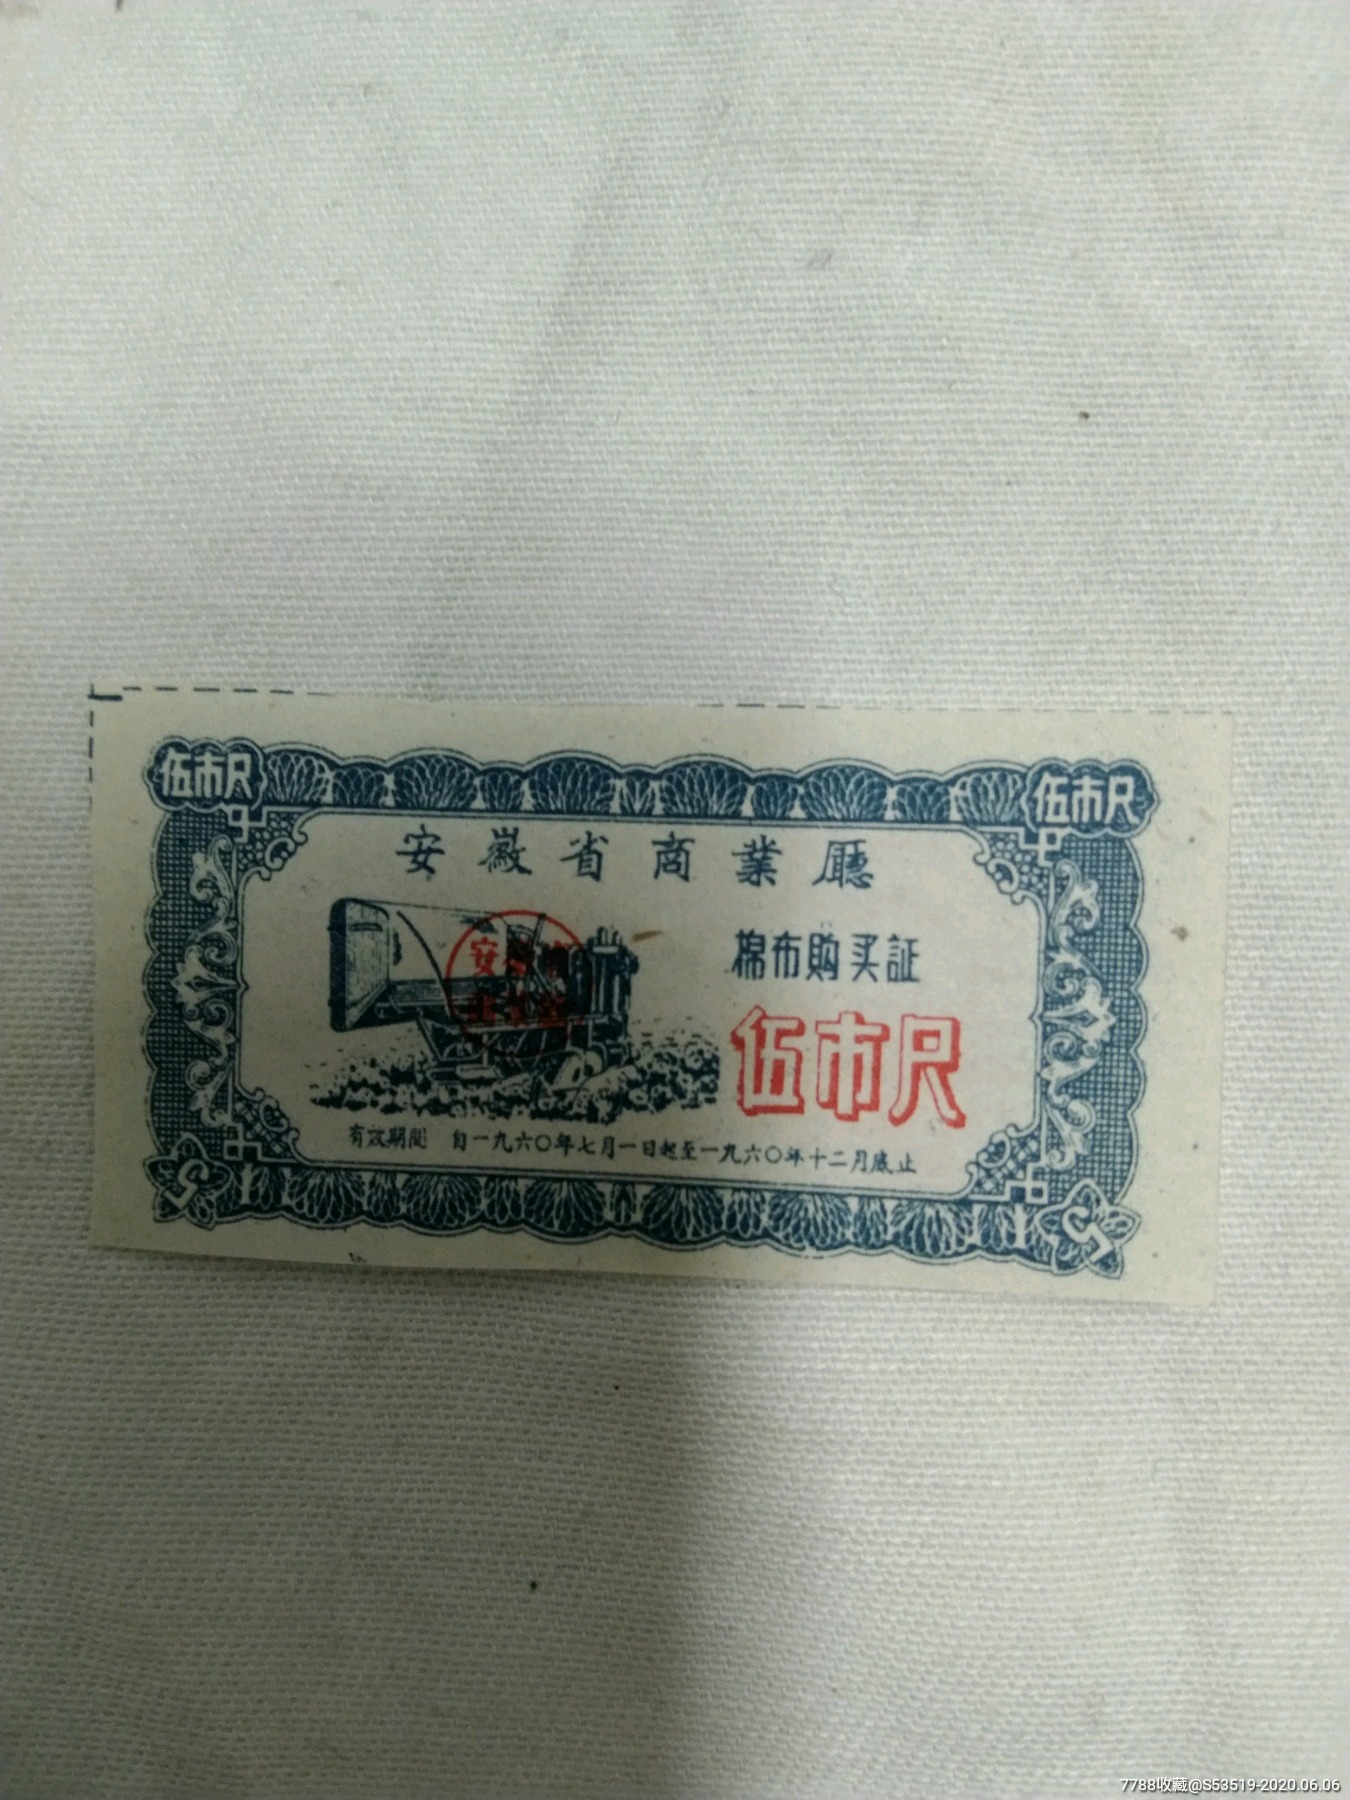 伍市尺
伍市尺
安徽省商業廳
棉布購买証
伍市尺
有效期間 自一九六〇年七月一日起至一九六〇年十二月底止
5
5
7788收藏@S53519-2020.06.06